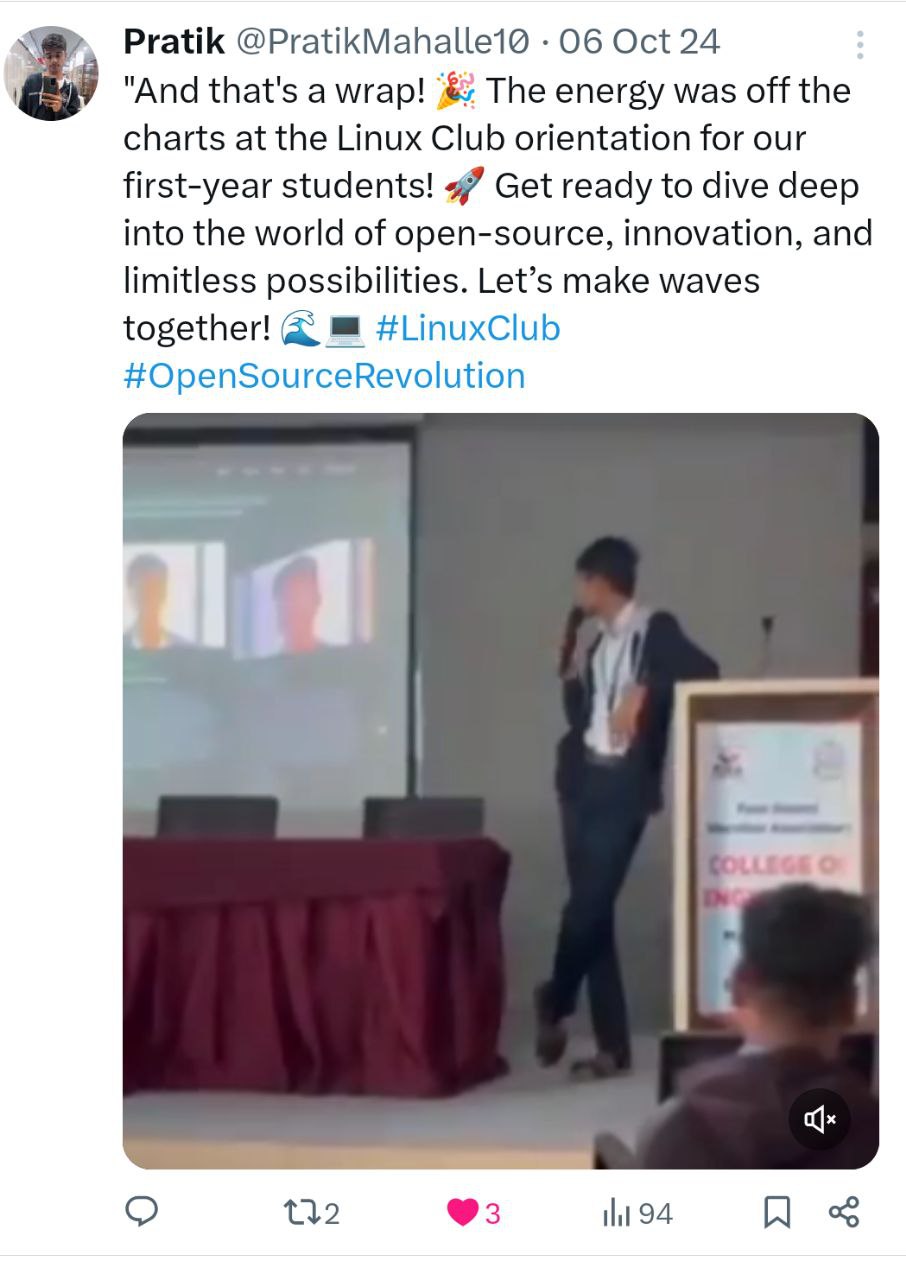 Pratik @PratikMahalle10 · 06 Oct 24
"And that's a wrap! 🎉 The energy was off the
charts at the Linux Club orientation for our
first-year students! 🚀 Get ready to dive deep
into the world of open-source, innovation, and
limitless possibilities. Let’s make waves
together! 🌊💻 #LinuxClub
#OpenSourceRevolution
COLLEGE OF
2
3
94